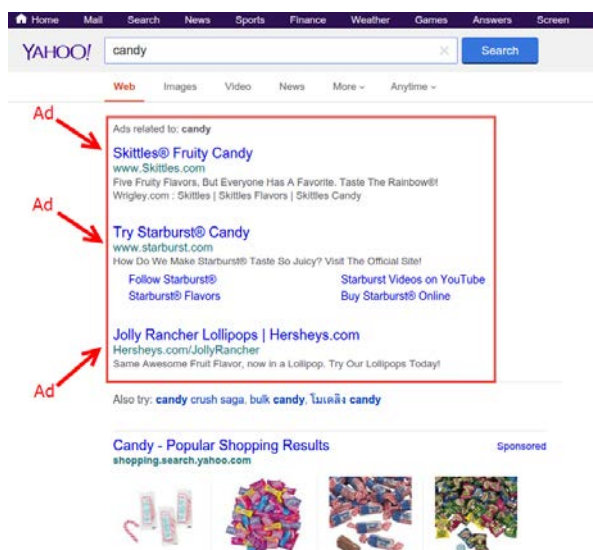 Home Mail Search News Sports Finance Weather Games Answers Screen
YAHOO! candy Search
Web Images Video News More Anytime
Ad
Ads related to: candy
Skittles® Fruity Candy
www.Skittles.com
Five Fruity Flavors, But Everyone Has A Favorite. Taste The Rainbow®!
Wrigley.com : Skittles | Skittles Flavors | Skittles Candy
Ad
Try Starburst® Candy
www.starburst.com
How Do We Make Starburst® Taste So Juicy? Visit The Official Site!
Follow Starburst® Starburst Videos on YouTube
Starburst® Flavors Buy Starburst® Online
Jolly Rancher Lollipops | Hersheys.com
Hersheys.com/JollyRancher
Same Awesome Fruit Flavor, now in a Lollipop. Try Our Lollipops Today!
Ad
Also try: candy crush saga, bulk candy, โมเดลิ่ง candy
Candy - Popular Shopping Results Sponsored
shopping.search.yahoo.com